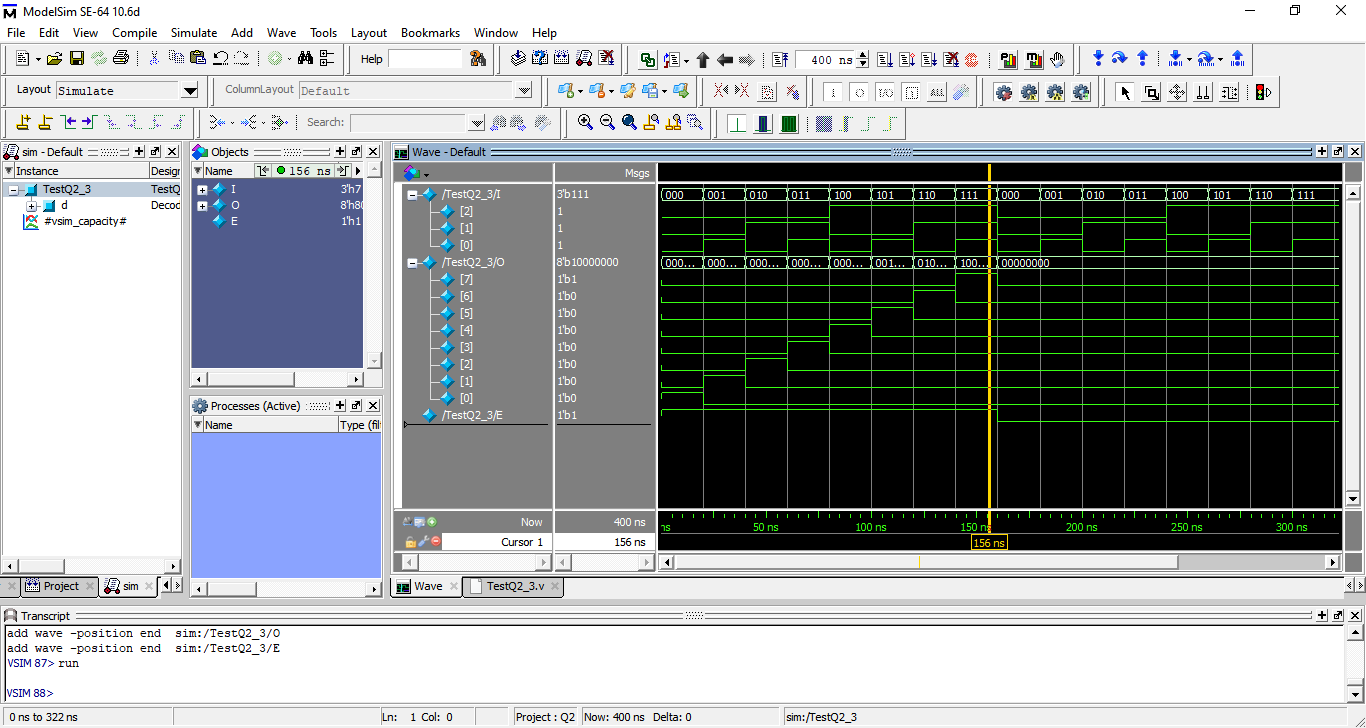 ModelSim SE-64 10.6d
File Edit View Compile Simulate Add Wave Tools Layout Bookmarks Window Help
Help
400 ns
Layout Simulate
ColumnLayout Default
ALL
Search:
sim - Default
Instance
Design
TestQ2_3
TestQ
d
Decod
#vsim_capacity#
Objects
Name
156 ns
I
3'h7
O
8'h80
E
1'h1
Processes (Active)
Name
Type (filt
Wave - Default
Msgs
/TestQ2_3/I
3'b111
000 001 010 011 100 101 110 111 000 001 010 011 100 101 110 111
[2]
1
[1]
1
[0]
1
/TestQ2_3/O
8'b10000000
000... 000... 000... 000... 000... 001... 010... 100... 00000000
[7]
1'b1
[6]
1'b0
[5]
1'b0
[4]
1'b0
[3]
1'b0
[2]
1'b0
[1]
1'b0
[0]
1'b0
/TestQ2_3/E
1'b1
Now
400 ns
ns 50 ns 100 ns 150 ns 200 ns 250 ns 300 ns
Cursor 1
156 ns
156 ns
Project
sim
Wave
TestQ2_3.v
Transcript
add wave -position end sim:/TestQ2_3/O
add wave -position end sim:/TestQ2_3/E
VSIM 87> run
VSIM 88>
0 ns to 322 ns
Ln: 1 Col: 0
Project : Q2
Now: 400 ns Delta: 0
sim:/TestQ2_3